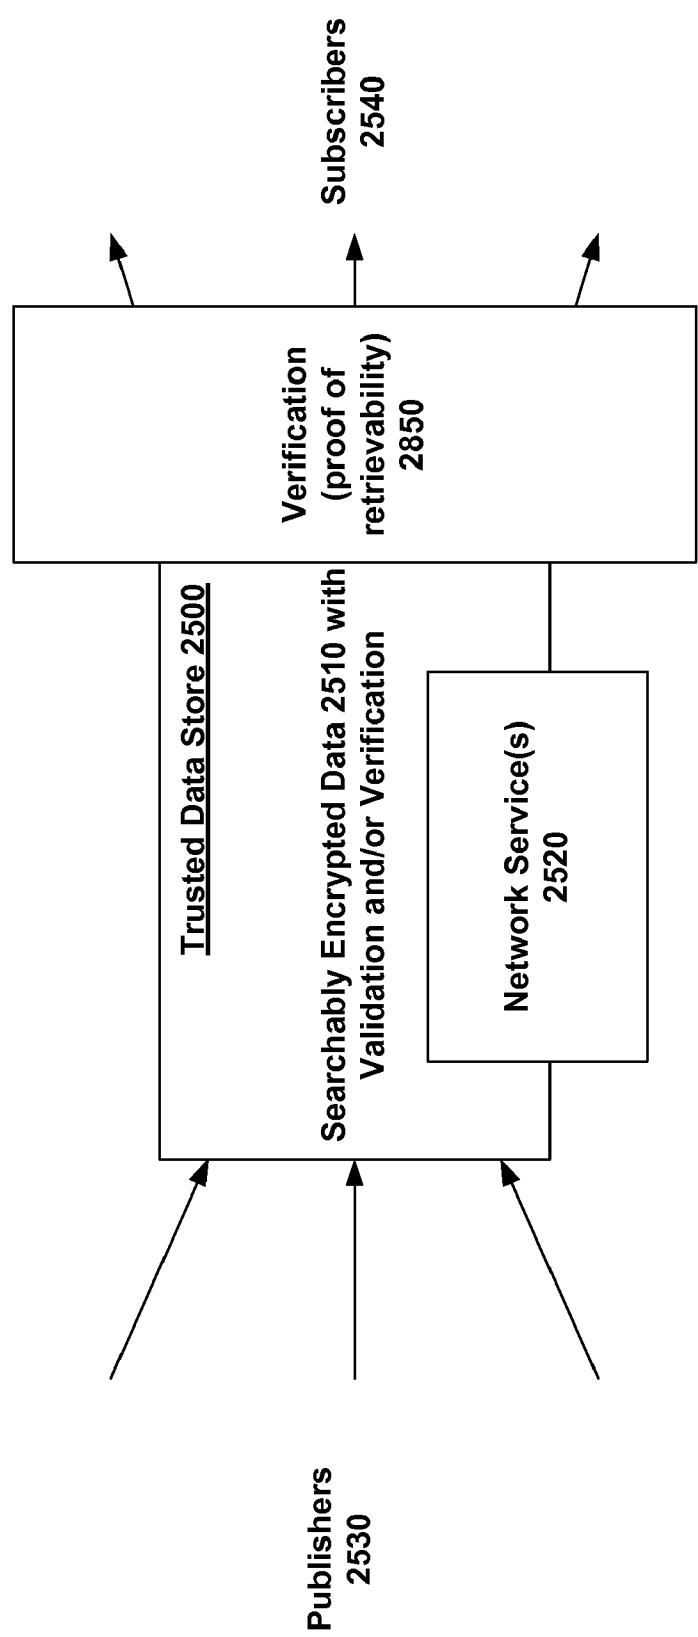 Publishers
2530
Trusted Data Store 2500
Searchably Encrypted Data 2510 with
Validation and/or Verification
Network Service(s)
2520
Verification
(proof of
retrievability)
2850
Subscribers
2540